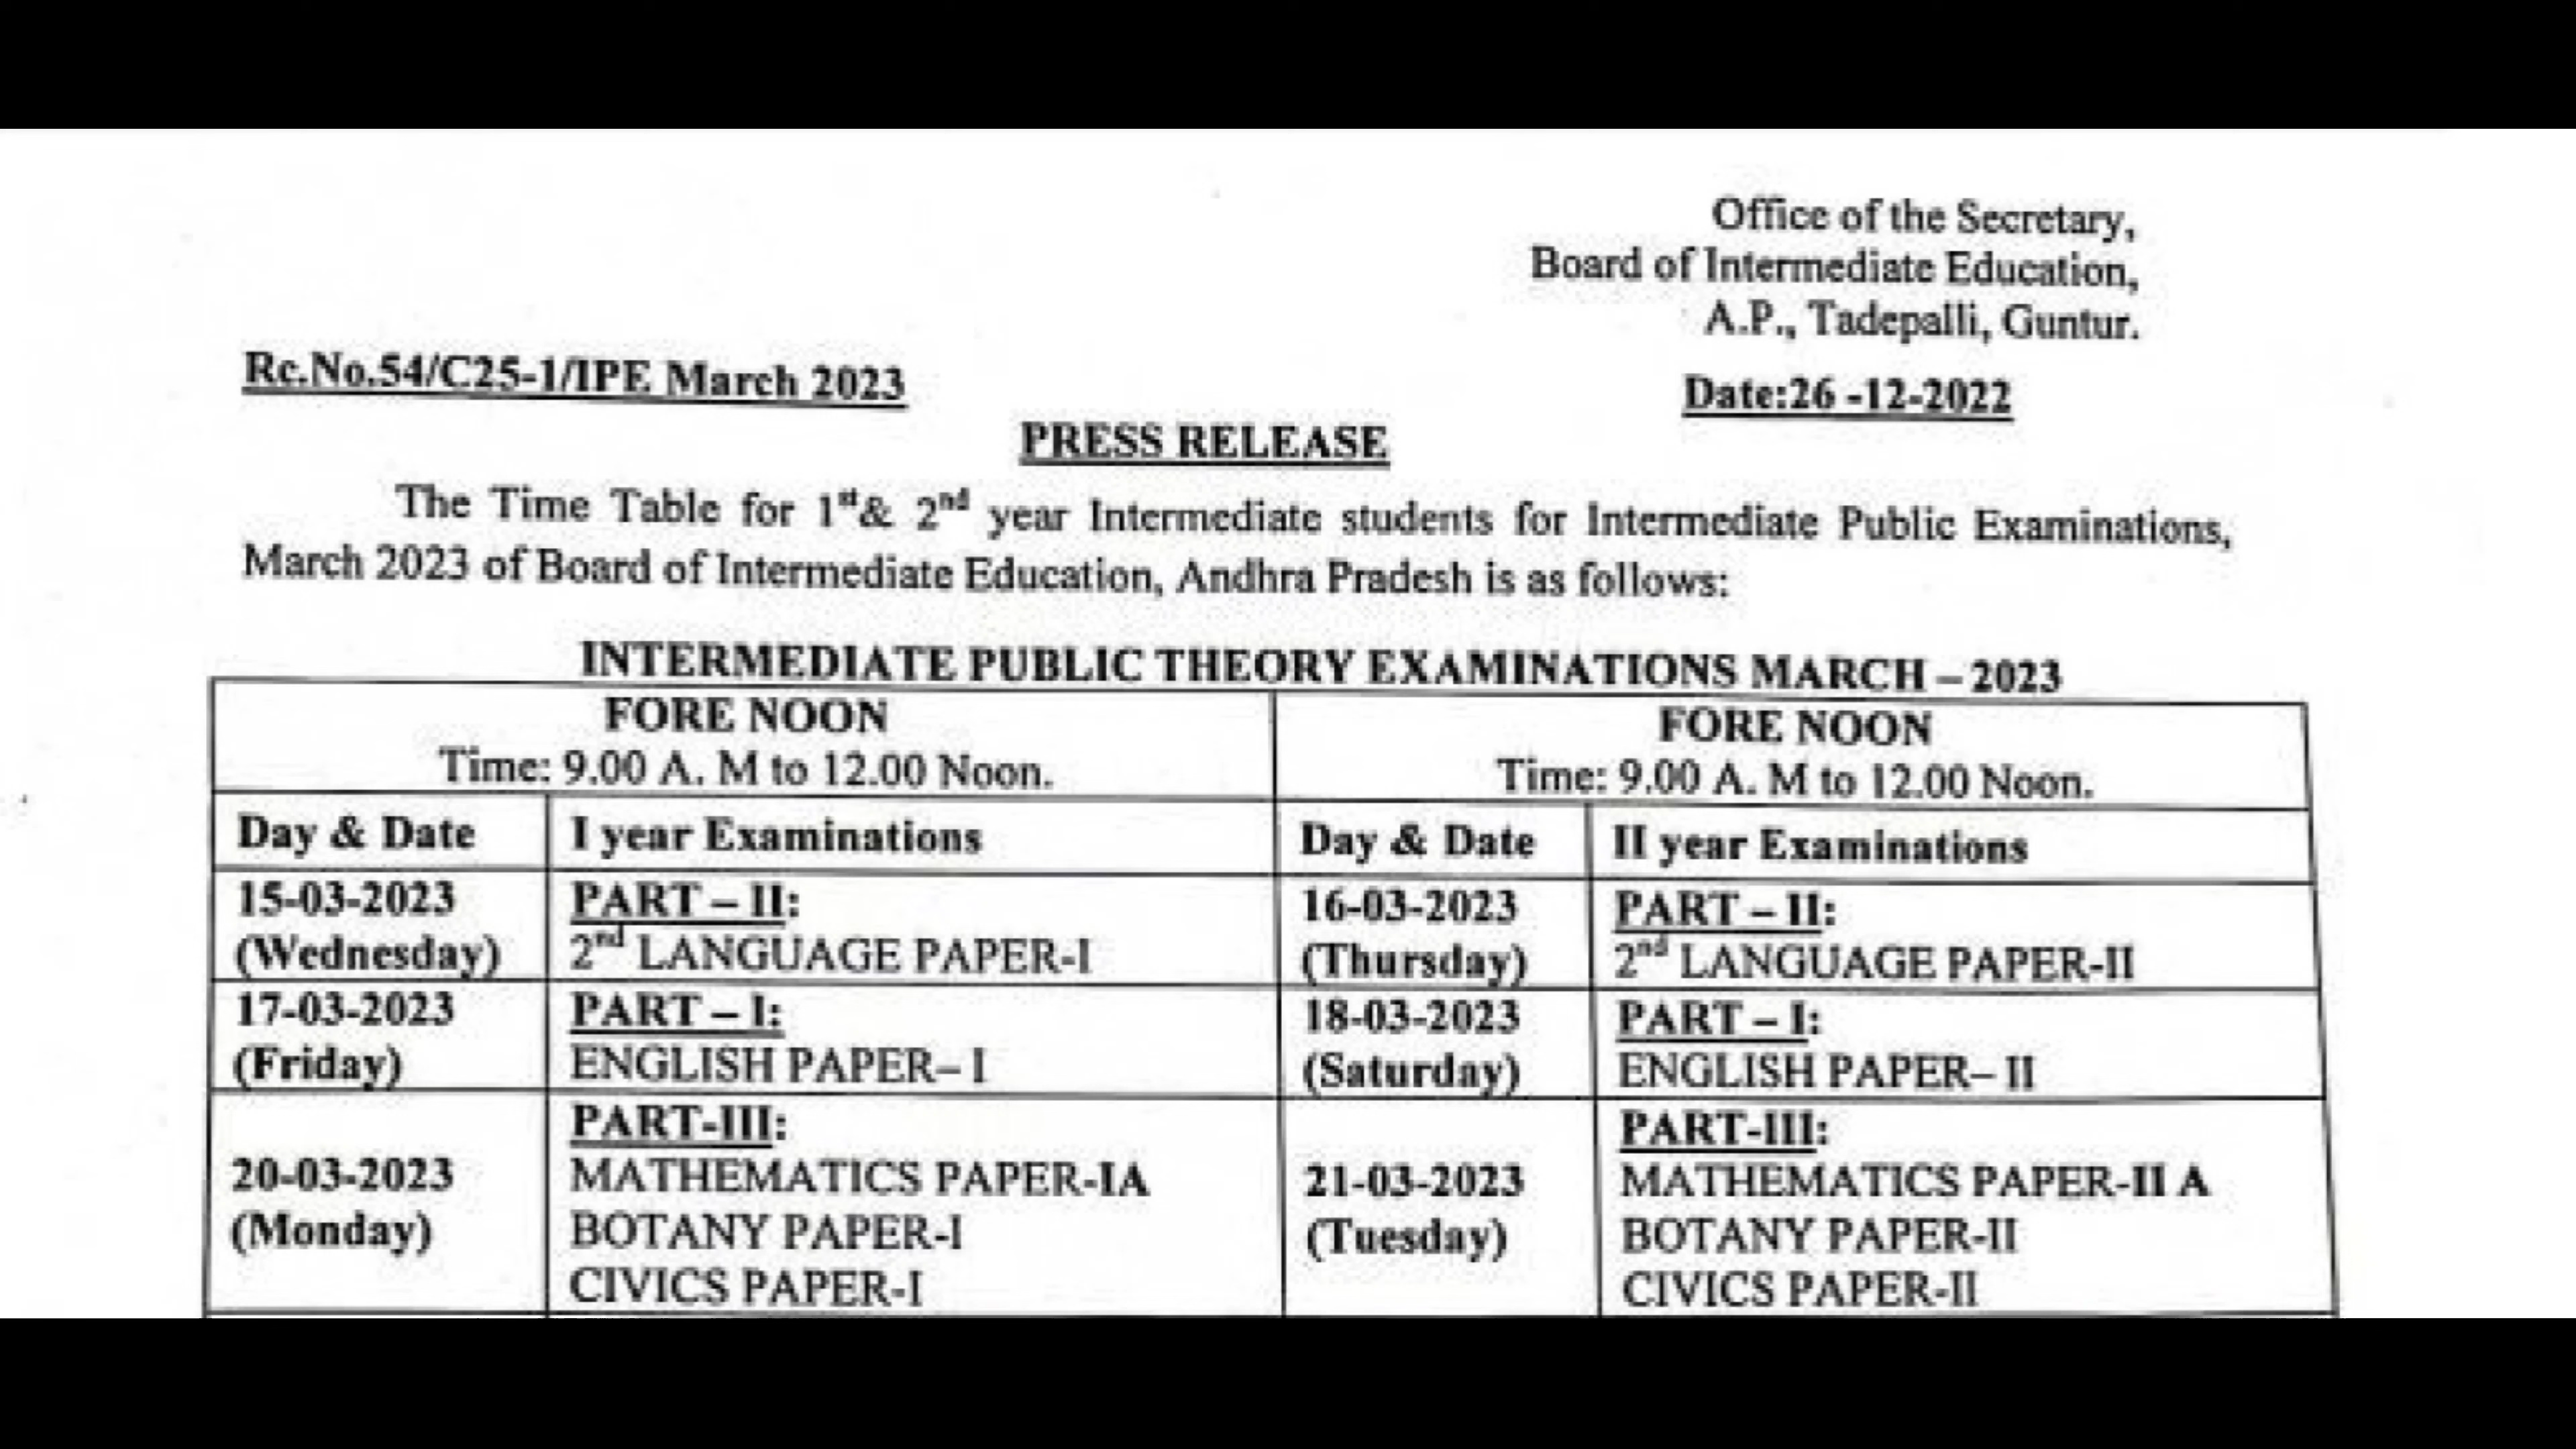 Office of the Secretary,
Board of Intermediate Education,
A.P., Tadepalli, Guntur.
Rc.No.54/C25-1/IPE March 2023
Date:26 -12-2022
PRESS RELEASE
The Time Table for 1st& 2nd year Intermediate students for Intermediate Public Examinations,
March 2023 of Board of Intermediate Education, Andhra Pradesh is as follows:
INTERMEDIATE PUBLIC THEORY EXAMINATIONS MARCH – 2023
FORE NOON
Time: 9.00 A. M to 12.00 Noon.
FORE NOON
Time: 9.00 A. M to 12.00 Noon.
Day & Date
I year Examinations
Day & Date
II year Examinations
15-03-2023
(Wednesday)
PART – II:
2nd LANGUAGE PAPER-I
16-03-2023
(Thursday)
PART – II:
2nd LANGUAGE PAPER-II
17-03-2023
(Friday)
PART – I:
ENGLISH PAPER– I
18-03-2023
(Saturday)
PART – I:
ENGLISH PAPER– II
20-03-2023
(Monday)
PART-III:
MATHEMATICS PAPER-IA
BOTANY PAPER-I
CIVICS PAPER-I
21-03-2023
(Tuesday)
PART-III:
MATHEMATICS PAPER-II A
BOTANY PAPER-II
CIVICS PAPER-II